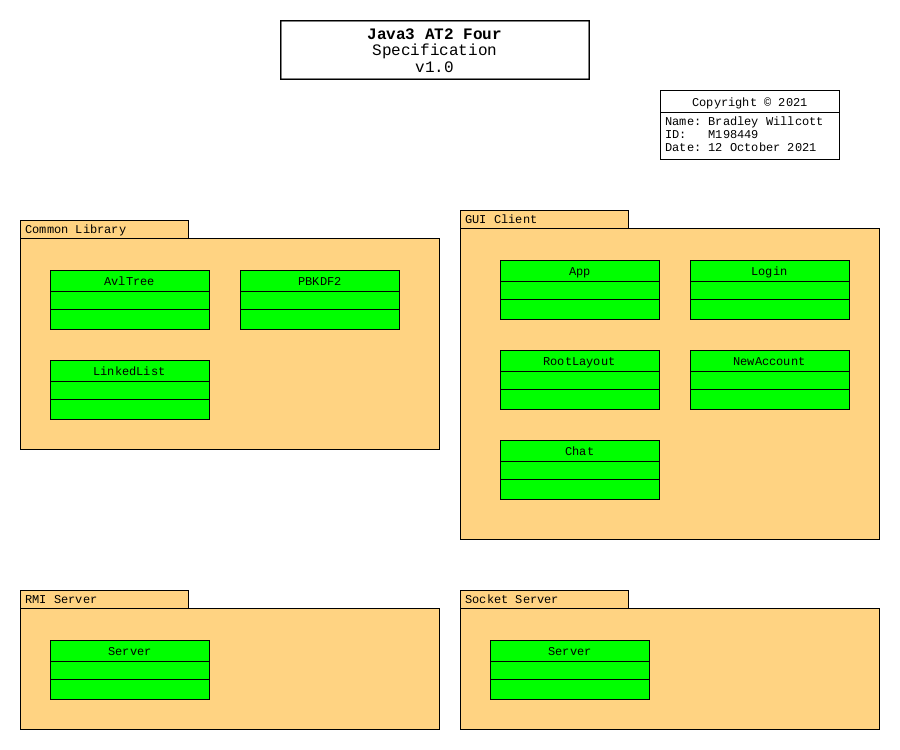 Java3 AT2 Four
Specification
v1.0
Copyright © 2021
Name: Bradley Willcott
ID: M198449
Date: 12 October 2021
Common Library
AvlTree
PBKDF2
LinkedList
GUI Client
App
Login
RootLayout
NewAccount
Chat
RMI Server
Server
Socket Server
Server